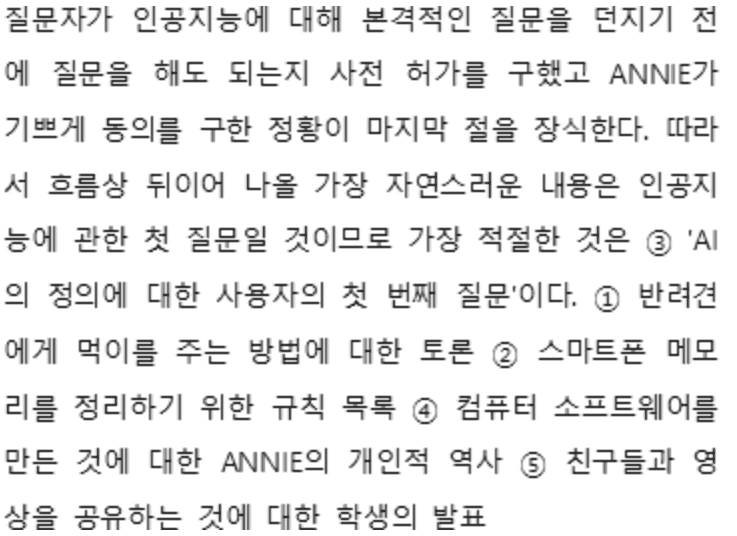 질문자가 인공지능에 대해 본격적인 질문을 던지기 전
에 질문을 해도 되는지 사전 허가를 구했고 ANNIE가
기쁘게 동의를 구한 정황이 마지막 절을 장식한다. 따라
서 흐름상 뒤이어 나올 가장 자연스러운 내용은 인공지
능에 관한 첫 질문일 것이므로 가장 적절한 것은 ③ 'AI
의 정의에 대한 사용자의 첫 번째 질문'이다. ① 반려견
에게 먹이를 주는 방법에 대한 토론 ② 스마트폰 메모
리를 정리하기 위한 규칙 목록 ④ 컴퓨터 소프트웨어를
만든 것에 대한 ANNIE의 개인적 역사 ⑤ 친구들과 영
상을 공유하는 것에 대한 학생의 발표